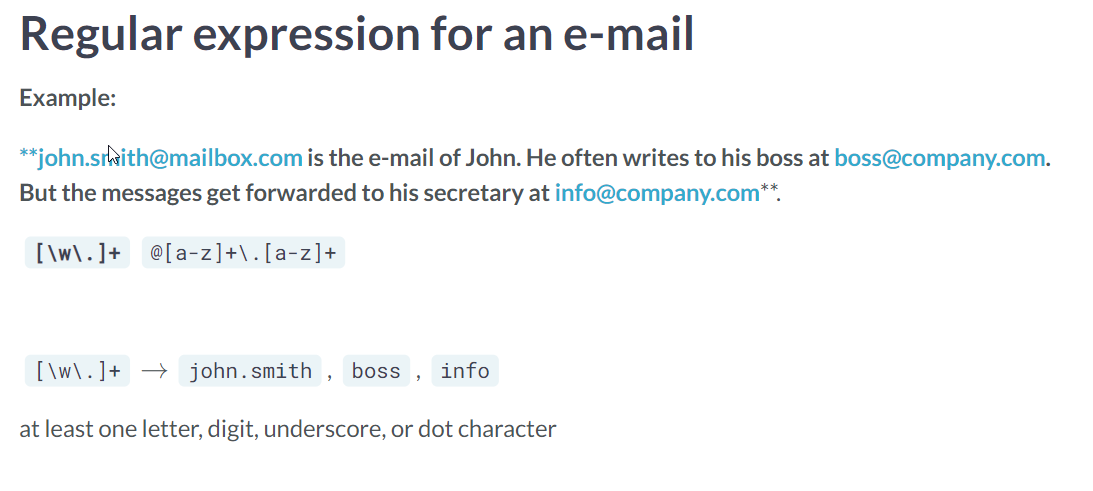 Regular expression for an e-mail
Example:
**john.smith@mailbox.com is the e-mail of John. He often writes to his boss at boss@company.com.
But the messages get forwarded to his secretary at info@company.com**.
[\w\.]+ @[a-z]+\.[a-z]+
[\w\.]+ → john.smith , boss , info
at least one letter, digit, underscore, or dot character